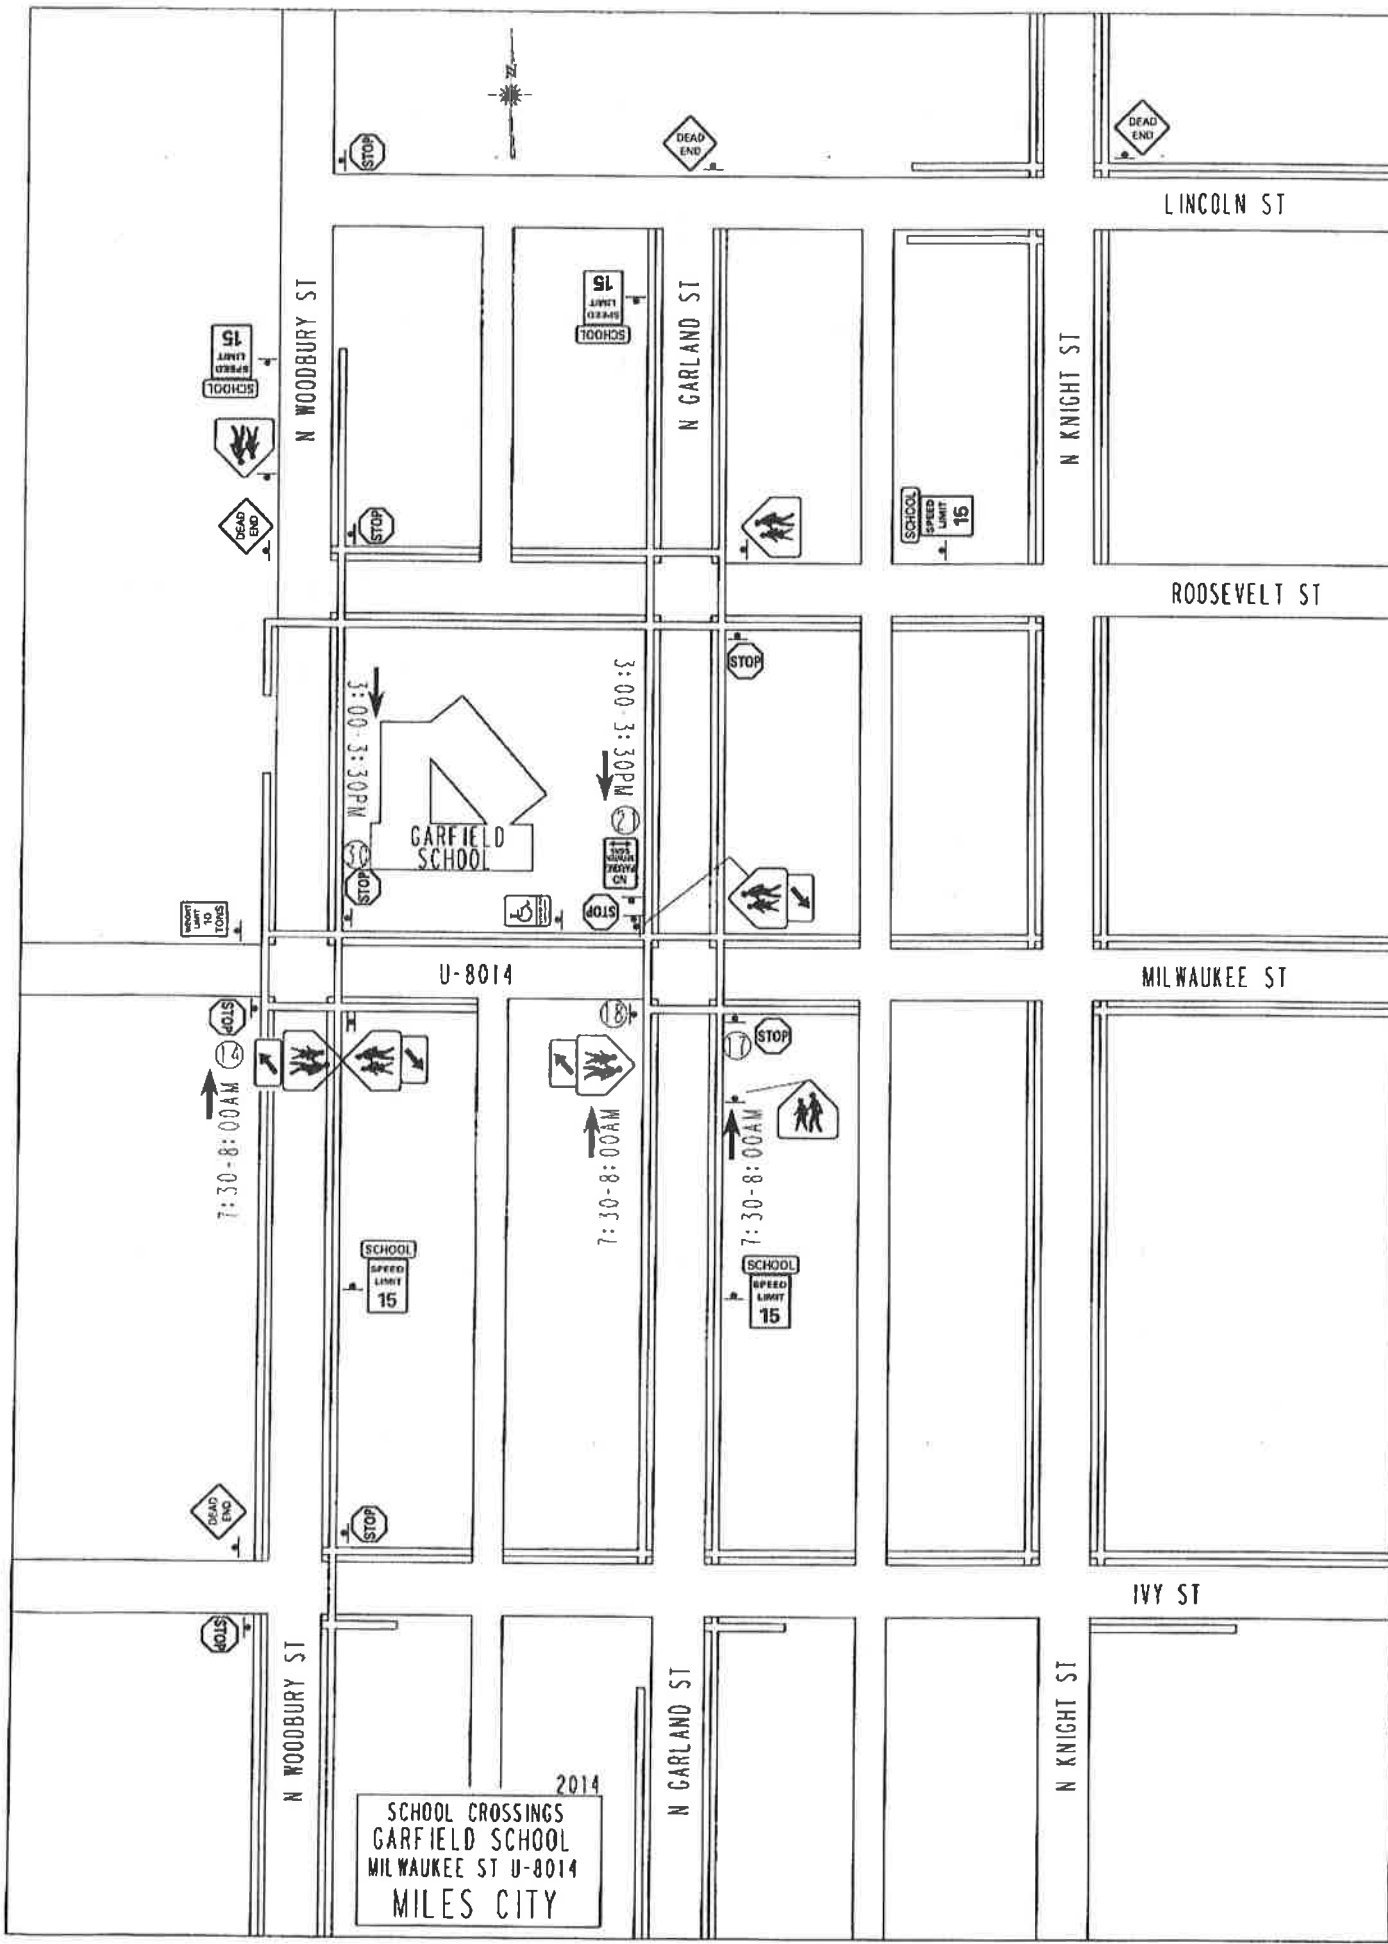 N
STOP
DEAD
END
DEAD
END
LINCOLN ST
N WOODBURY ST
SCHOOL
SPEED
LIMIT
15
N GARLAND ST
SCHOOL
SPEED
LIMIT
15
N KNIGHT ST
DEAD
END
STOP
SCHOOL
SPEED
LIMIT
15
ROOSEVELT ST
STOP
3:00-3:30PM
3:00-3:30PM
GARFIELD
SCHOOL
30
21
STOP
NO
PARKING
BETWEEN
SIGNS
STOP
WEIGHT
LIMIT
10
TONS
U-8014
MILWAUKEE ST
STOP
14
18
17
STOP
7:30-8:00AM
7:30-8:00AM
7:30-8:00AM
SCHOOL
SPEED
LIMIT
15
SCHOOL
SPEED
LIMIT
15
DEAD
END
STOP
IVY ST
STOP
N WOODBURY ST
N GARLAND ST
N KNIGHT ST
2014
SCHOOL CROSSINGS
GARFIELD SCHOOL
MILWAUKEE ST U-8014
MILES CITY